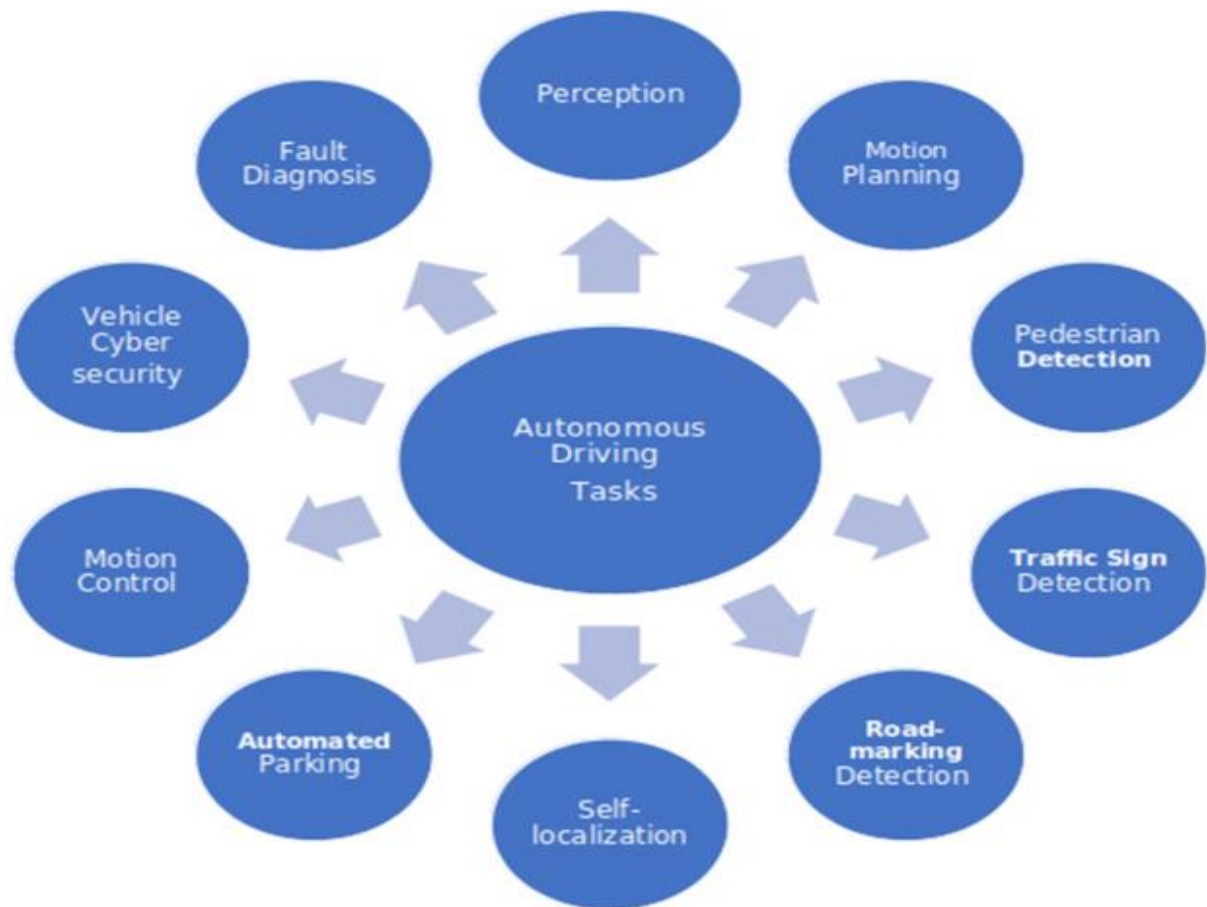 Perception
Motion
Planning
Pedestrian
Detection
Traffic Sign
Detection
Road-
marking
Detection
Self-
localization
Automated
Parking
Motion
Control
Vehicle
Cyber
security
Fault
Diagnosis
Autonomous
Driving
Tasks